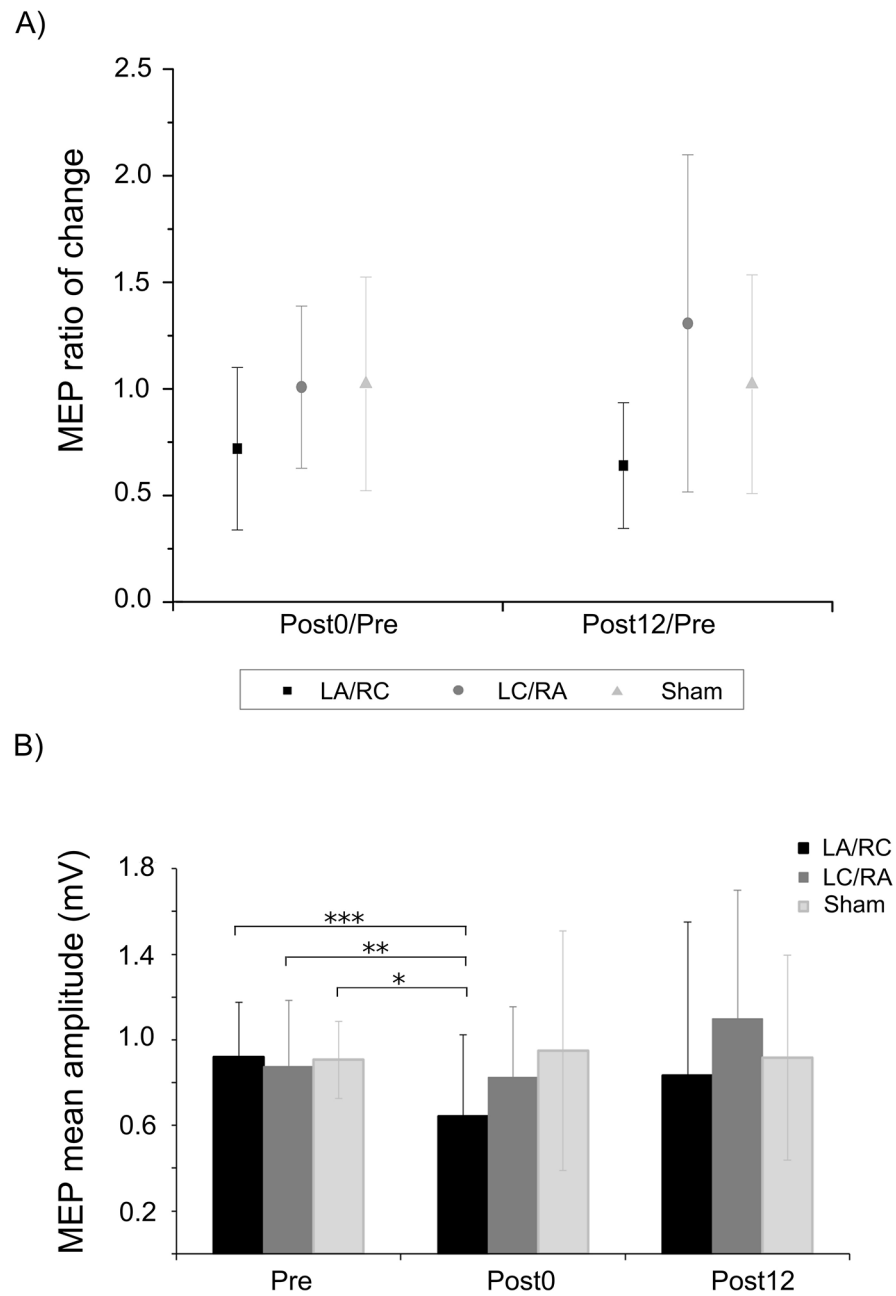 A)
MEP ratio of change
2.5
2.0
1.5
1.0
0.5
0.0
Post0/Pre Post12/Pre
LA/RC LC/RA Sham
B)
MEP mean amplitude (mV)
LA/RC
LC/RA
Sham
1.8
1.4
1.0
0.6
0.2
***
**
*
Pre Post0 Post12